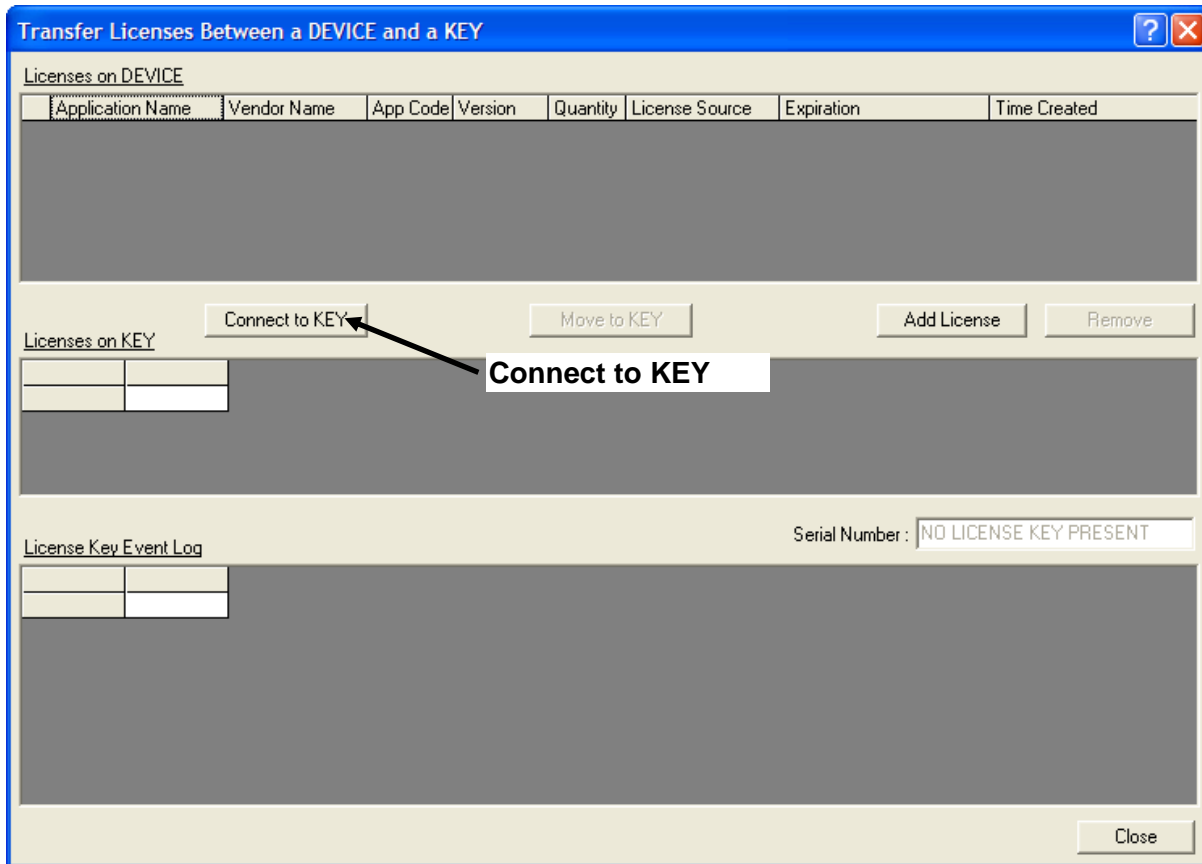 Transfer Licenses Between a DEVICE and a KEY
Licenses on DEVICE
Application Name Vendor Name App Code Version Quantity License Source Expiration Time Created
Connect to KEY Move to KEY Add License Remove
Licenses on KEY
Connect to KEY
Serial Number : NO LICENSE KEY PRESENT
License Key Event Log
Close